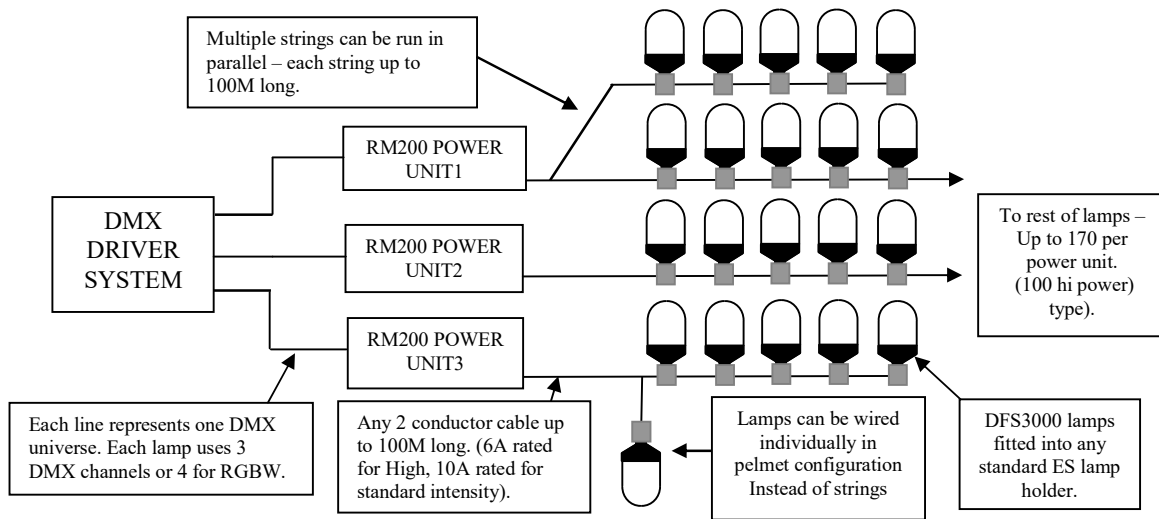 Multiple strings can be run in
parallel – each string up to
100M long.
RM200 POWER
UNIT1
DMX
DRIVER
SYSTEM
RM200 POWER
UNIT2
To rest of lamps –
Up to 170 per
power unit.
(100 hi power)
type).
RM200 POWER
UNIT3
Each line represents one DMX
universe. Each lamp uses 3
DMX channels or 4 for RGBW.
Any 2 conductor cable up
to 100M long. (6A rated
for High, 10A rated for
standard intensity).
Lamps can be wired
individually in
pelmet configuration
Instead of strings
DFS3000 lamps
fitted into any
standard ES lamp
holder.